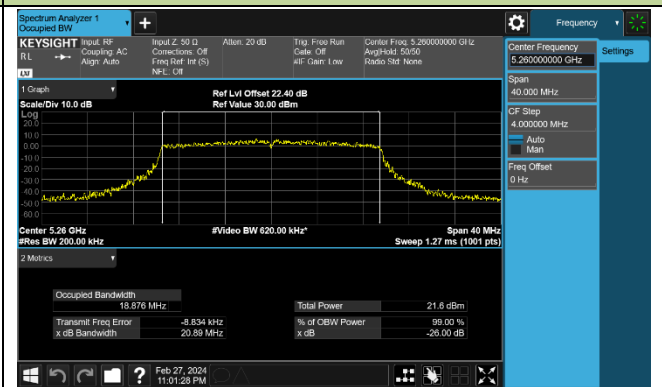 Spectrum Analyzer 1
Occupied BW
+
Frequency
KEYSIGHT
Input: RF
Coupling: AC
Align: Auto
Input Z: 50 Ω
Corrections: Off
Freq Ref: Int (S)
NFE: Off
Atten: 20 dB
Trig: Free Run
Gate: Off
#IF Gain: Low
Center Freq: 5.260000000 GHz
Avg|Hold: 50/50
Radio Std: None
RL
LXI
Center Frequency
5.260000000 GHz
Settings
Span
40.000 MHz
CF Step
4.000000 MHz
Auto
Man
Freq Offset
0 Hz
1 Graph
Scale/Div 10.0 dB
Ref Lvl Offset 22.40 dB
Ref Value 30.00 dBm
Log
20.0
10.0
0.00
-10.0
-20.0
-30.0
-40.0
-50.0
-60.0
Center 5.26 GHz
#Video BW 620.00 kHz*
Span 40 MHz
#Res BW 200.00 kHz
Sweep 1.27 ms (1001 pts)
2 Metrics
Occupied Bandwidth
18.876 MHz
Total Power
21.6 dBm
Transmit Freq Error
-8.834 kHz
% of OBW Power
99.00 %
x dB Bandwidth
20.89 MHz
x dB
-26.00 dB
?
Feb 27, 2024
11:01:28 PM